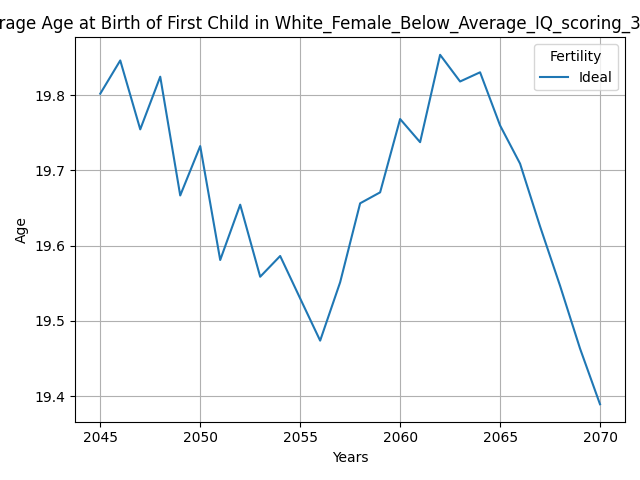 rage Age at Birth of First Child in White_Female_Below_Average_IQ_scoring_3
Fertility
Ideal
Age
19.8
19.7
19.6
19.5
19.4
2045 2050 2055 2060 2065 2070
Years